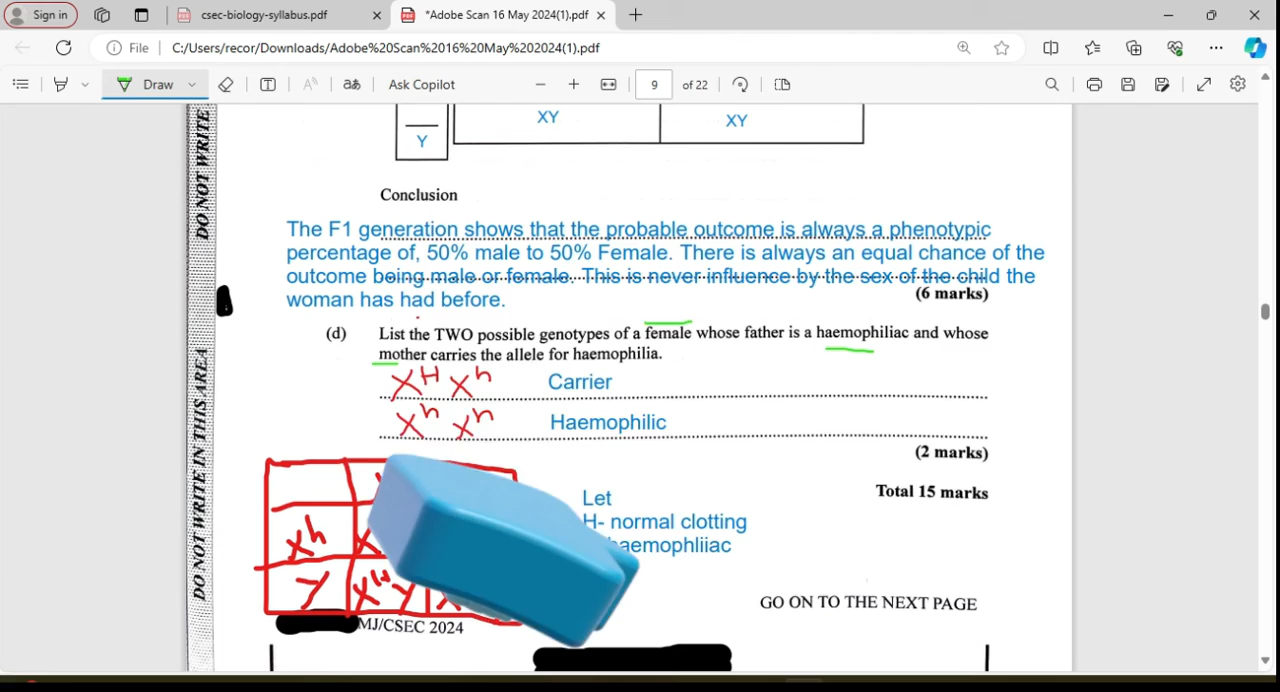 Sign in
csec-biology-syllabus.pdf
*Adobe Scan 16 May 2024(1).pdf
File
C:/Users/recor/Downloads/Adobe%20Scan%2016%20May%202024(1).pdf
Draw
Ask Copilot
9
of 22
DO NOT WRITE
XY
XY
Y
Conclusion
The F1 generation shows that the probable outcome is always a phenotypic
percentage of, 50% male to 50% Female. There is always an equal chance of the
outcome being male or female. This is never influence by the sex of the child the
woman has had before.
(6 marks)
(d) List the TWO possible genotypes of a female whose father is a haemophiliac and whose
mother carries the allele for haemophilia.
X^H X^h Carrier
X^h X^h Haemophilic
(2 marks)
DO NOT WRITE IN THIS AREA
Total 15 marks
Let
H- normal clotting
haemophliiac
X^h X
Y X^H Y X
GO ON TO THE NEXT PAGE
MJ/CSEC 2024